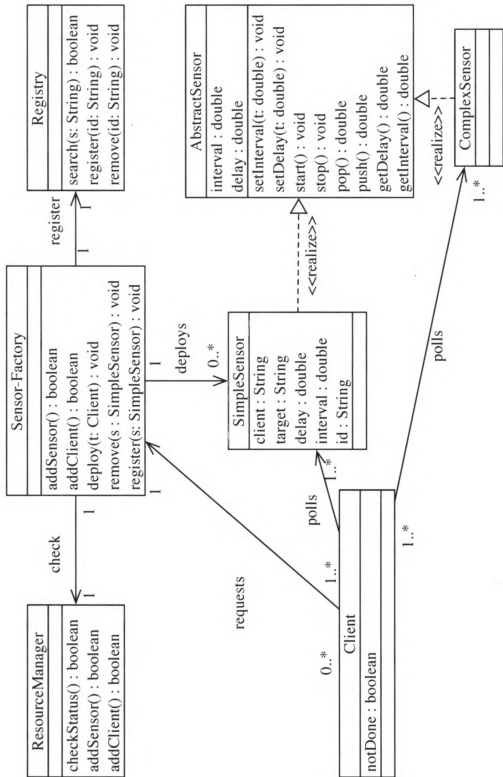 ResourceManager
checkStatus() : boolean
addSensor() : boolean
addClient() : boolean
check
1
1
Sensor-Factory
addSensor() : boolean
addClient() : boolean
deploy(t: Client) : void
remove(s : SimpleSensor) : void
register(s: SimpleSensor) : void
register
1
1
Registry
search(s: String) : boolean
register(id: String) : void
remove(id: String) : void
requests
0..*
1
deploys
1
0..*
SimpleSensor
client : String
target : String
delay : double
interval : double
id : String
<<realize>>
AbstractSensor
interval : double
delay : double
setInterval(t: double) : void
setDelay(t: double) : void
start() : void
stop() : void
pop() : double
push() : double
getDelay() : double
getInterval() : double
<<realize>>
Client
notDone : boolean
polls
1..*
1..*
polls
1..*
1..*
ComplexSensor